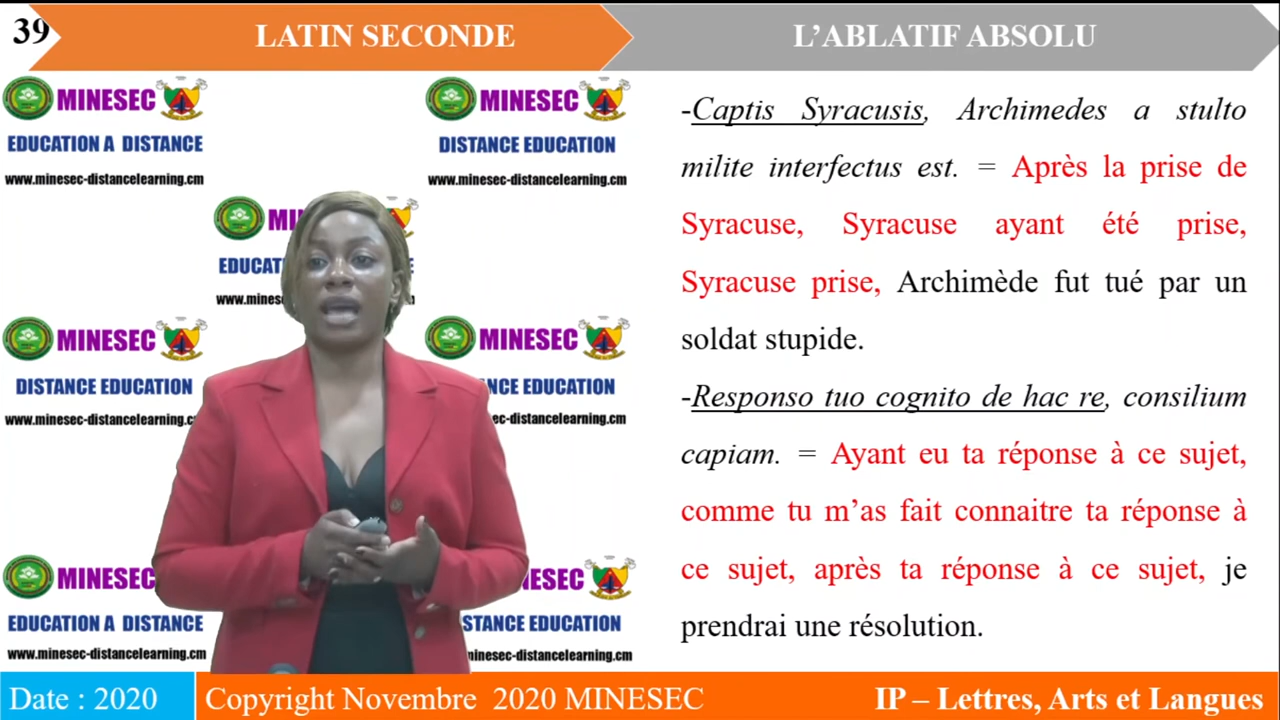 39
LATIN SECONDE
L’ABLATIF ABSOLU
MINESEC
EDUCATION A DISTANCE
www.minesec-distancelearning.cm
MINESEC
DISTANCE EDUCATION
www.minesec-distancelearning.cm
MINESEC
DISTANCE EDUCATION
MINESEC
MINESEC
EDUCATION A DISTANCE
www.minesec-distancelearning.cm
-Captis Syracusis, Archimedes a stulto
milite interfectus est. = Après la prise de
Syracuse, Syracuse ayant été prise,
Syracuse prise, Archimède fut tué par un
soldat stupide.
-Responso tuo cognito de hac re, consilium
capiam. = Ayant eu ta réponse à ce sujet,
comme tu m’as fait connaitre ta réponse à
ce sujet, après ta réponse à ce sujet, je
prendrai une résolution.
Date : 2020
Copyright Novembre 2020 MINESEC
IP – Lettres, Arts et Langues